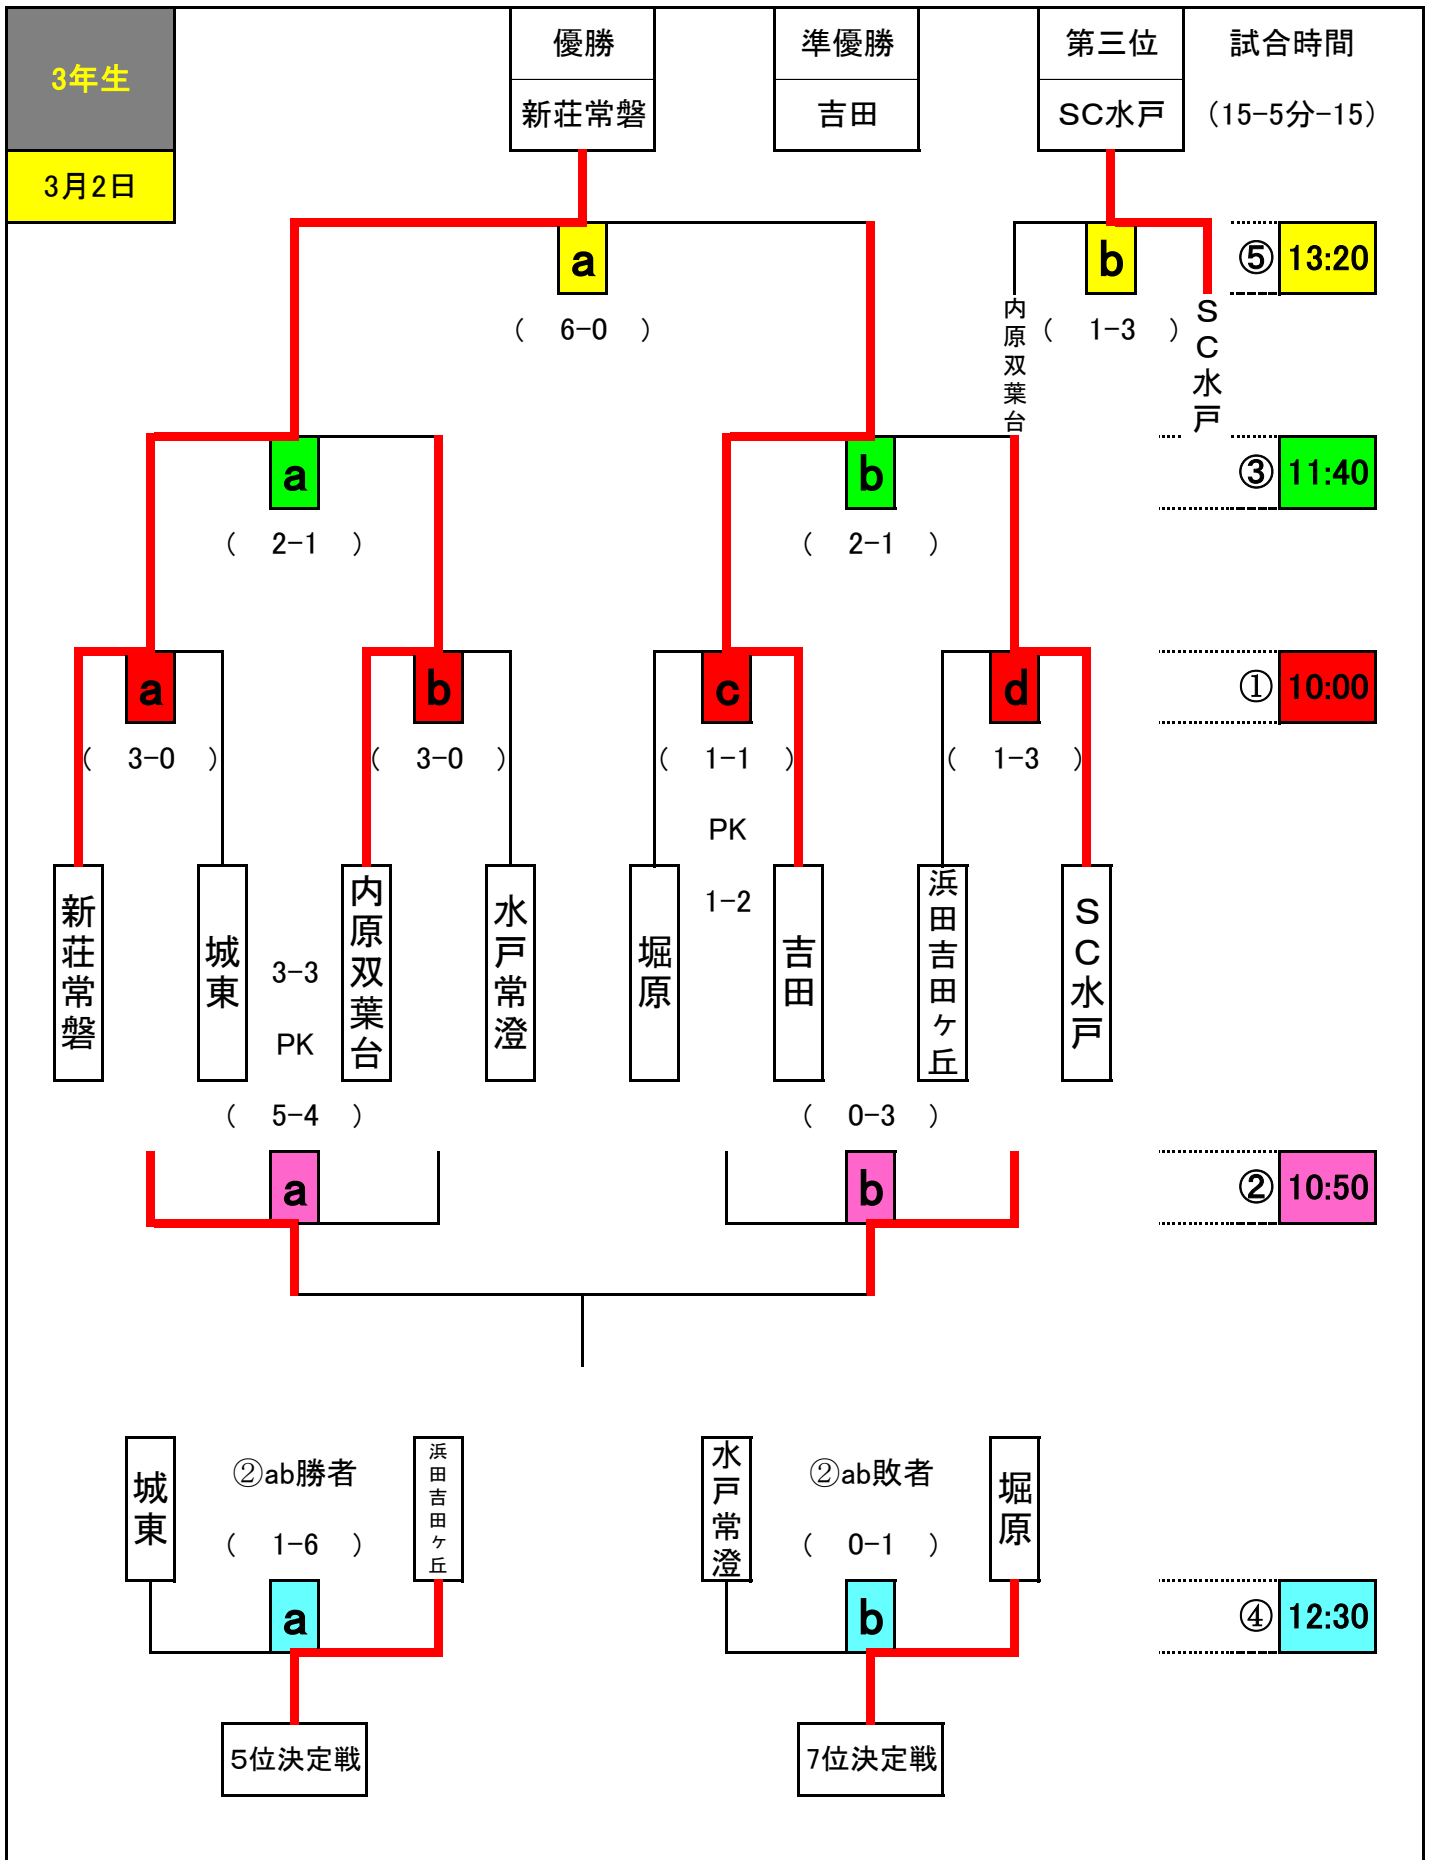 3年生
3月2日
優勝
新荘常磐
準優勝
吉田
第三位
SC水戸
試合時間
(15-5分-15)
a
b
⑤ 13:20
( 6-0 )
内原双葉台
( 1-3 )
SC水戸
a
b
③ 11:40
( 2-1 )
( 2-1 )
a
b
c
d
① 10:00
( 3-0 )
( 3-0 )
( 1-1 )
( 1-3 )
PK
1-2
新荘常磐
城東
内原双葉台
水戸常澄
堀原
吉田
浜田吉田ヶ丘
SC水戸
3-3
PK
( 5-4 )
( 0-3 )
a
b
② 10:50
城東
②ab勝者
浜田吉田ヶ丘
( 1-6 )
水戸常澄
②ab敗者
堀原
( 0-1 )
a
b
④ 12:30
5位決定戦
7位決定戦